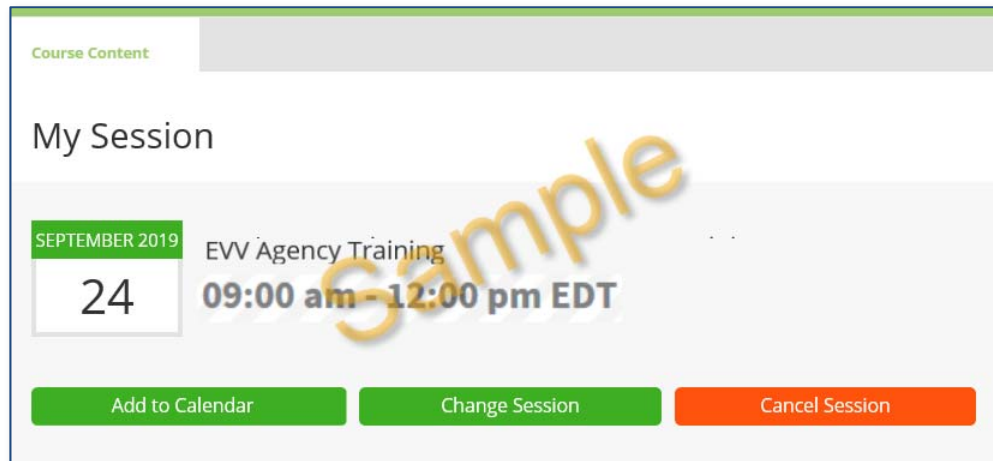 Course Content
My Session
SEPTEMBER 2019
24
EVV Agency Training
09:00 am - 12:00 pm EDT
Sample
Add to Calendar
Change Session
Cancel Session